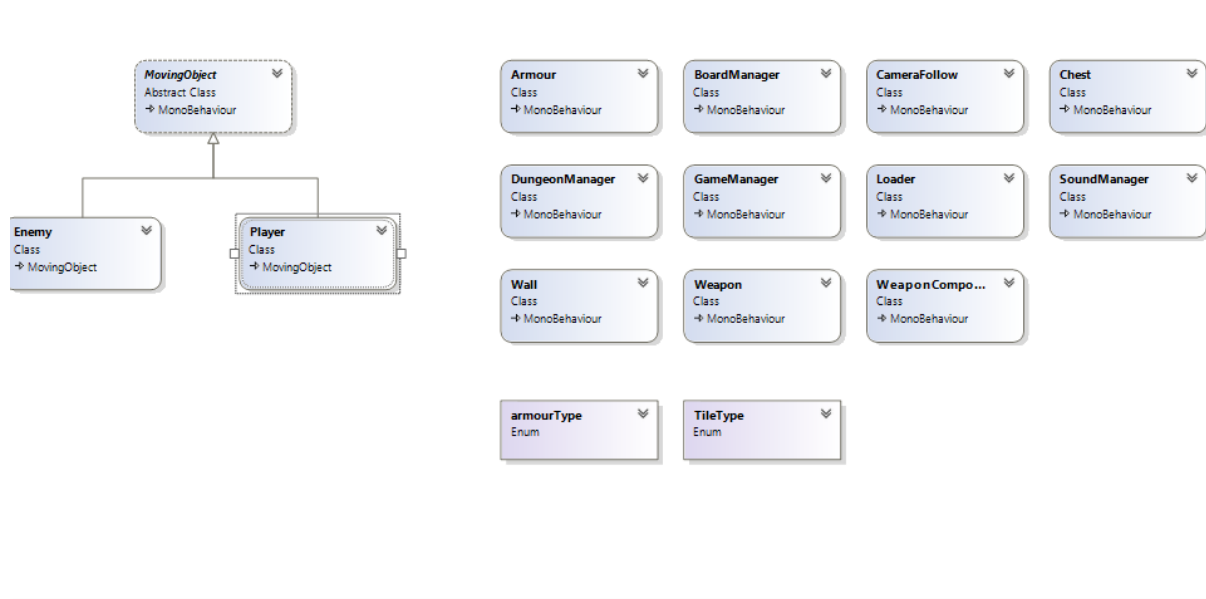 MovingObject
Abstract Class
MonoBehaviour
Enemy
Class
MovingObject
Player
Class
MovingObject
Armour
Class
MonoBehaviour
BoardManager
Class
MonoBehaviour
CameraFollow
Class
MonoBehaviour
Chest
Class
MonoBehaviour
DungeonManager
Class
MonoBehaviour
GameManager
Class
MonoBehaviour
Loader
Class
MonoBehaviour
SoundManager
Class
MonoBehaviour
Wall
Class
MonoBehaviour
Weapon
Class
MonoBehaviour
WeaponCompo...
Class
MonoBehaviour
armourType
Enum
TileType
Enum